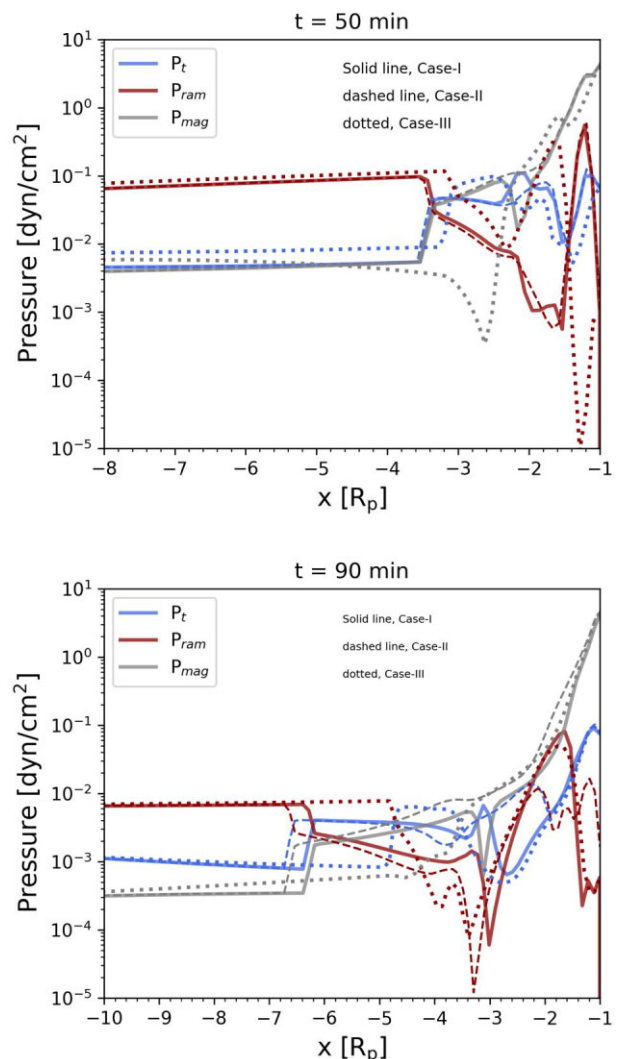 t = 50 min
10^1
10^0
10^-1
10^-2
10^-3
10^-4
10^-5
Pressure [dyn/cm^2]
P_t
P_ram
P_mag
Solid line, Case-I
dashed line, Case-II
dotted, Case-III
-8 -7 -6 -5 -4 -3 -2 -1
x [R_p]
t = 90 min
10^1
10^0
10^-1
10^-2
10^-3
10^-4
10^-5
Pressure [dyn/cm^2]
P_t
P_ram
P_mag
Solid line, Case-I
dashed line, Case-II
dotted, Case-III
-10 -9 -8 -7 -6 -5 -4 -3 -2 -1
x [R_p]